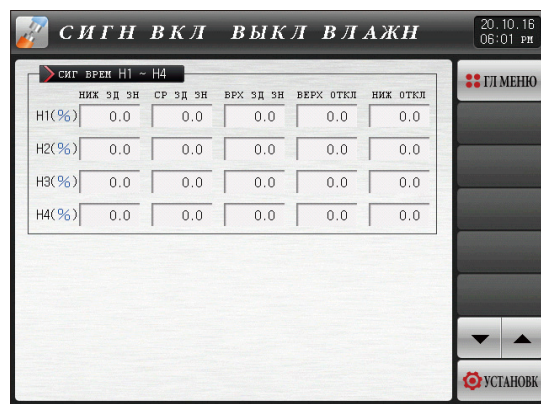 СИГН ВКЛ ВЫКЛ ВЛАЖН
20.10.16
06:01 PM
СИГ ВРЕМ H1 ~ H4
НИЖ ЗД ЗН СР ЗД ЗН ВРХ ЗД ЗН ВЕРХ ОТКЛ НИЖ ОТКЛ
H1(%) 0.0 0.0 0.0 0.0 0.0
H2(%) 0.0 0.0 0.0 0.0 0.0
H3(%) 0.0 0.0 0.0 0.0 0.0
H4(%) 0.0 0.0 0.0 0.0 0.0
ГЛ МЕНЮ
УСТАНОВК